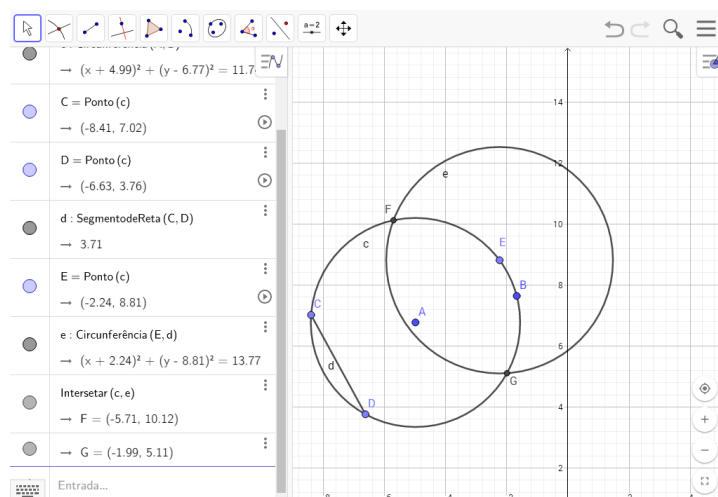 a=2
→ (x + 4.99)² + (y - 6.77)² = 11.7
C = Ponto (c)
→ (-8.41, 7.02)
D = Ponto (c)
→ (-6.63, 3.76)
d : SegmentodeReta (C, D)
→ 3.71
E = Ponto (c)
→ (-2.24, 8.81)
e : Circunferência (E, d)
→ (x + 2.24)² + (y - 8.81)² = 13.77
Intersetar (c, e)
→ F = (-5.71, 10.12)
→ G = (-1.99, 5.11)
Entrada...
14
12
e
F
10
c
E
8
B
C
A
6
d
G
D
4
2